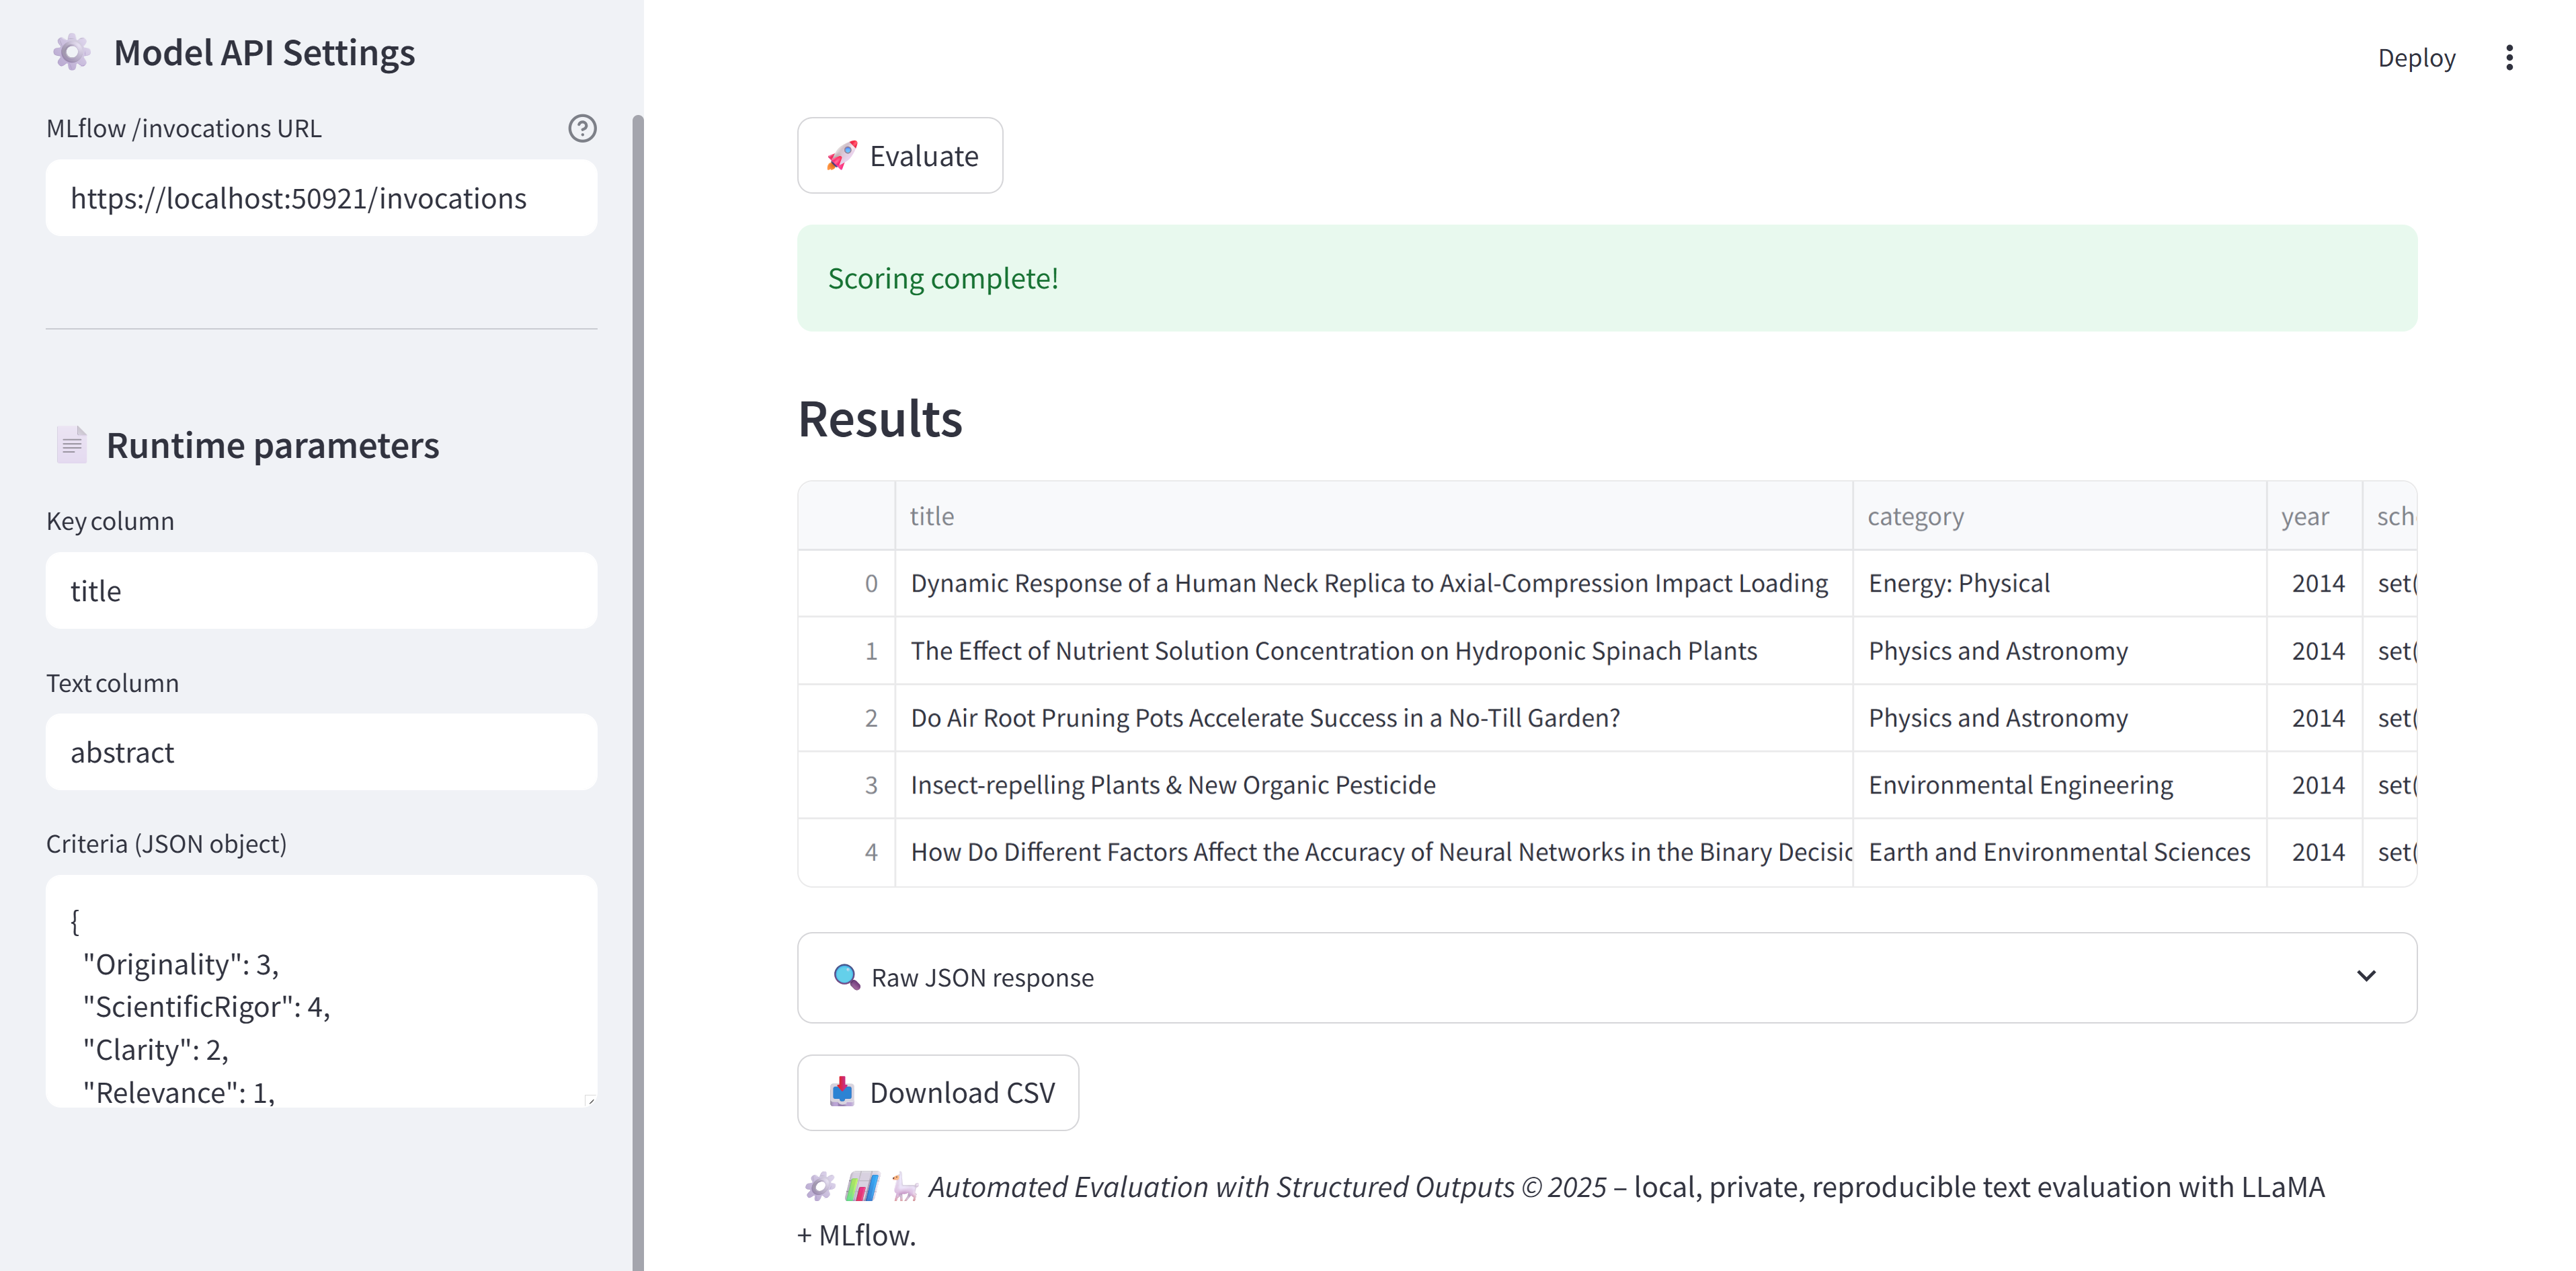 Model API Settings
MLflow /invocations URL
https://localhost:50921/invocations
Runtime parameters
Key column
title
Text column
abstract
Criteria (JSON object)
{
"Originality": 3,
"ScientificRigor": 4,
"Clarity": 2,
"Relevance": 1,
Deploy
Evaluate
Scoring complete!
Results
title category year sch
0 Dynamic Response of a Human Neck Replica to Axial-Compression Impact Loading Energy: Physical 2014 set(
1 The Effect of Nutrient Solution Concentration on Hydroponic Spinach Plants Physics and Astronomy 2014 set(
2 Do Air Root Pruning Pots Accelerate Success in a No-Till Garden? Physics and Astronomy 2014 set(
3 Insect-repelling Plants & New Organic Pesticide Environmental Engineering 2014 set(
4 How Do Different Factors Affect the Accuracy of Neural Networks in the Binary Decisic Earth and Environmental Sciences 2014 set(
Raw JSON response
Download CSV
Automated Evaluation with Structured Outputs © 2025 – local, private, reproducible text evaluation with LLaMA
+ MLflow.